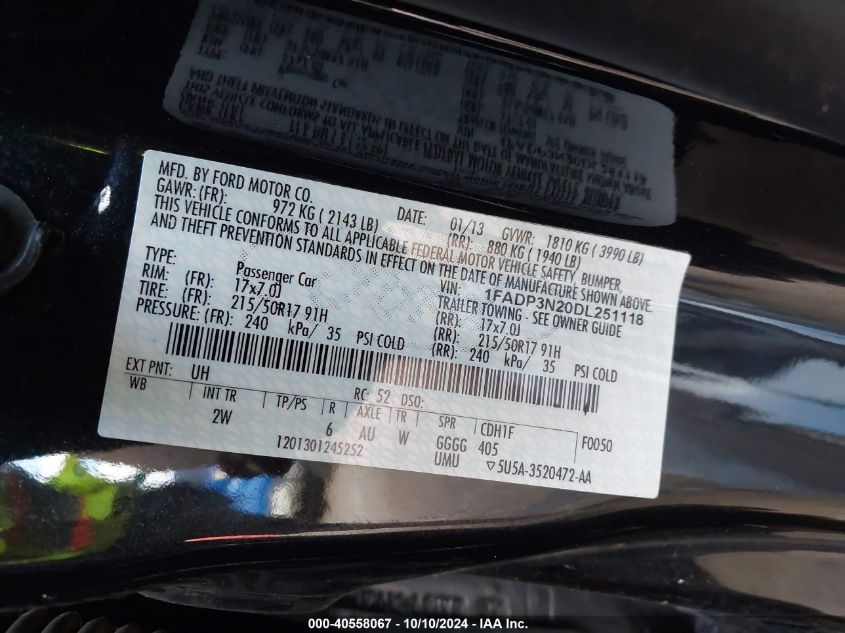 MFD. BY FORD MOTOR CO.
DATE: 01/13 GVWR: 1810 KG ( 3990 LB)
GAWR: (FR): 972 KG ( 2143 LB) (RR): 880 KG ( 1940 LB)
THIS VEHICLE CONFORMS TO ALL APPLICABLE FEDERAL MOTOR VEHICLE SAFETY, BUMPER,
AND THEFT PREVENTION STANDARDS IN EFFECT ON THE DATE OF MANUFACTURE SHOWN ABOVE.
VIN: 1FADP3N20DL251118
TYPE: Passenger Car TRAILER TOWING - SEE OWNER GUIDE
RIM: (FR): 17x7.0J (RR): 17x7.0J
TIRE: (FR): 215/50R17 91H (RR): 215/50R17 91H
PRESSURE: (FR): 240 kPa/ 35 PSI COLD (RR): 240 kPa/ 35 PSI COLD
EXT PNT: UH RC: 52 DSO:
WB INT TR TP/PS R AXLE TR SPR CDH1F F0050
2W 6 AU W GGGG 405
1201301245252 UMU ▽5U5A-3520472-AA
000-40558067 - 10/10/2024 - IAA Inc.